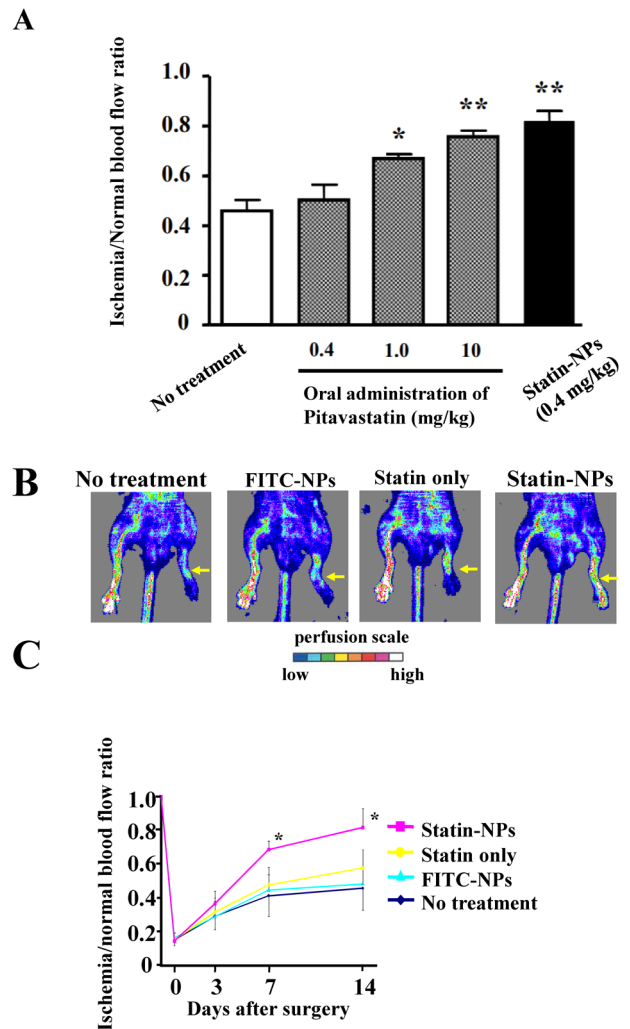 A
Ischemia/Normal blood flow ratio
1.0
0.8
0.6
0.4
0.2
0
*
**
**
No treatment
0.4
1.0
10
Oral administration of
Pitavastatin (mg/kg)
Statin-NPs
(0.4 mg/kg)
B
No treatment
FITC-NPs
Statin only
Statin-NPs
perfusion scale
low
high
C
Ischemia/normal blood flow ratio
1.0
0.8
0.6
0.4
0.2
0
*
*
0
3
7
14
Days after surgery
Statin-NPs
Statin only
FITC-NPs
No treatment